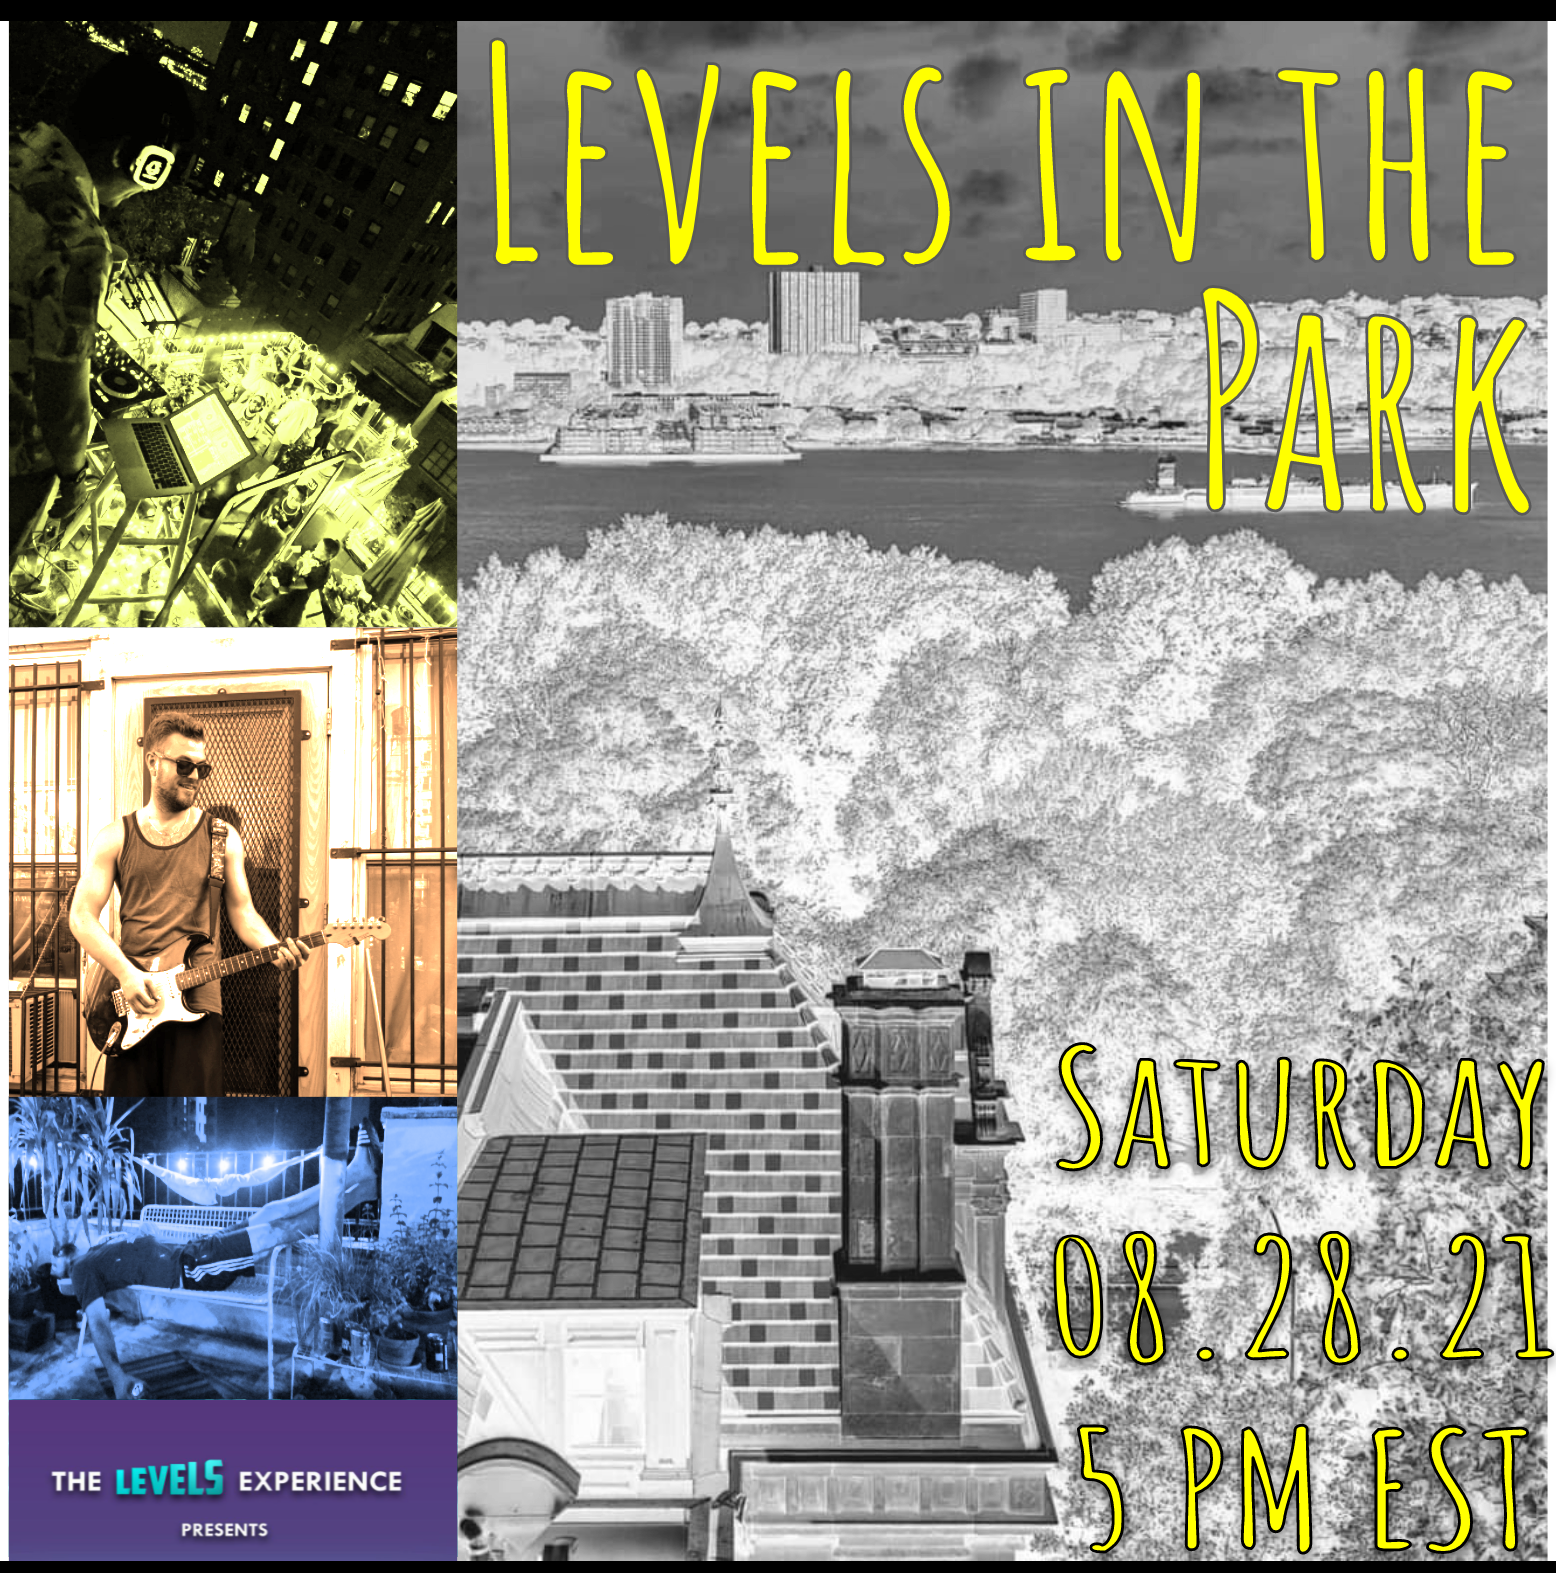 Levels in the
Park
Saturday
08.28.21
5 pm est
THE LEVELS EXPERIENCE
PRESENTS